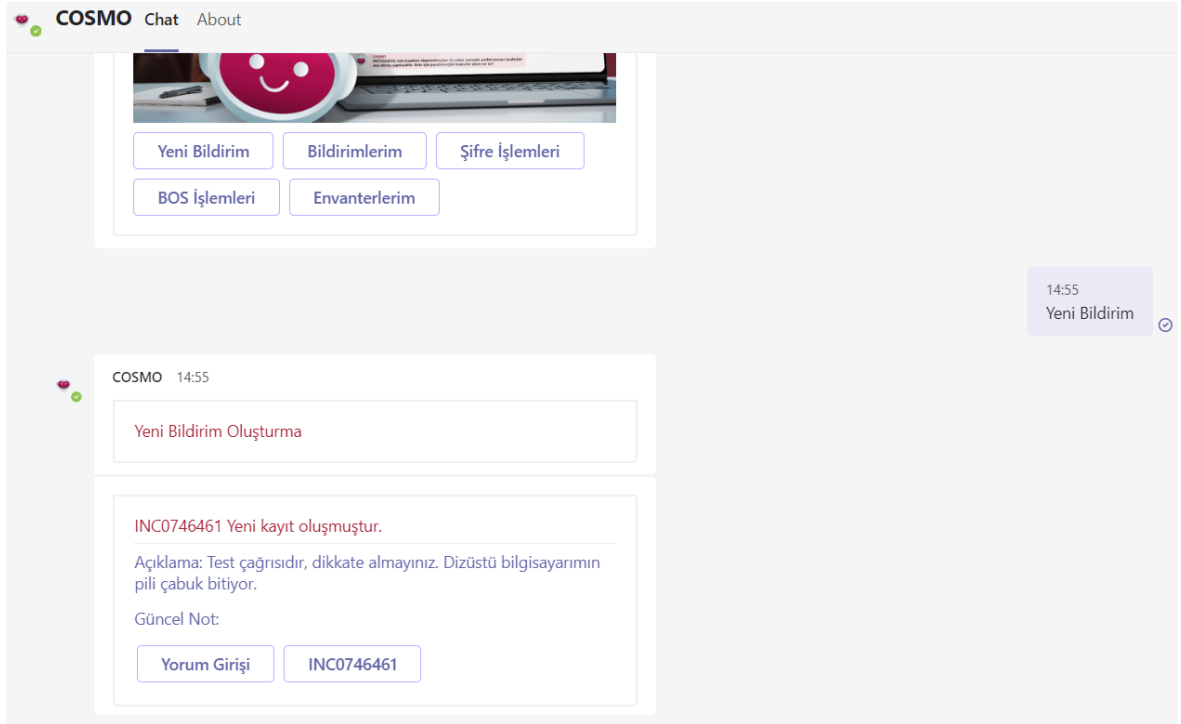 COSMO Chat About
Yeni Bildirim
Bildirimlerim
Şifre İşlemleri
BOS İşlemleri
Envanterlerim
14:55
Yeni Bildirim
COSMO 14:55
Yeni Bildirim Oluşturma
INC0746461 Yeni kayıt oluşmuştur.
Açıklama: Test çağrısıdır, dikkate almayınız. Dizüstü bilgisayarımın
pili çabuk bitiyor.
Güncel Not:
Yorum Girişi
INC0746461